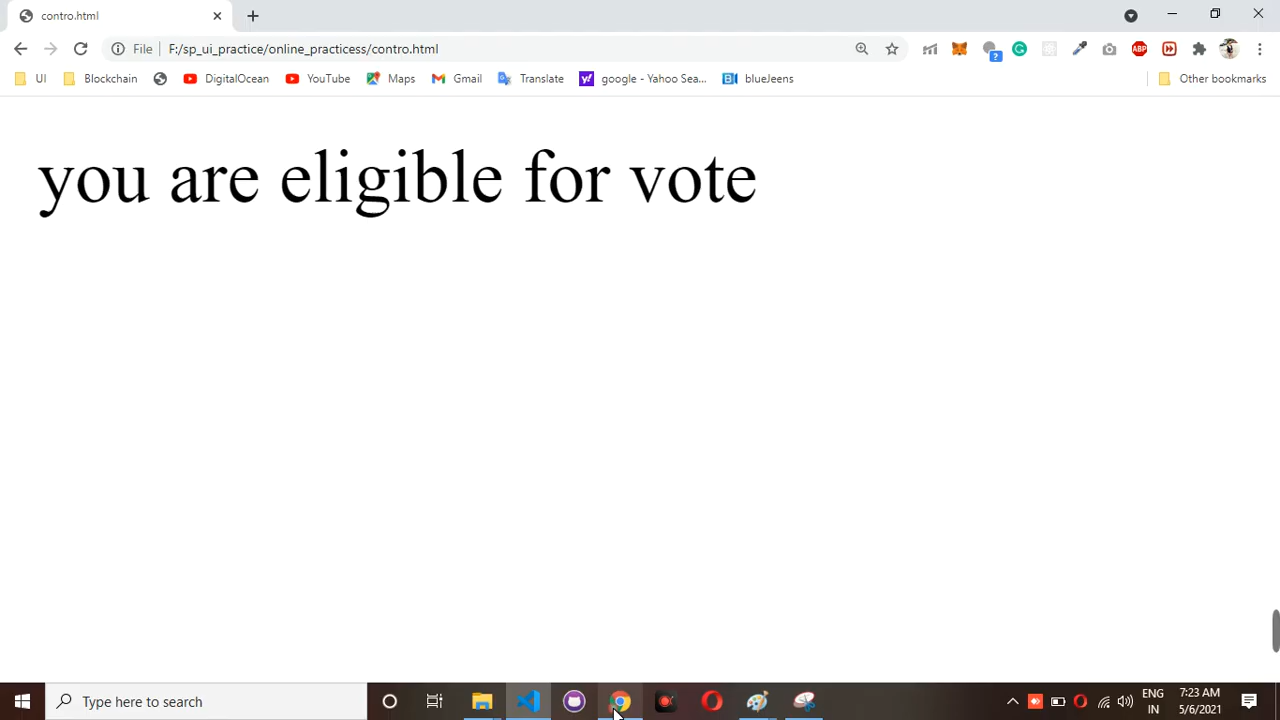 contro.html
File F:/sp_ui_practice/online_practicess/contro.html
UI Blockchain DigitalOcean YouTube Maps Gmail Translate google - Yahoo Sea... blueJeens Other bookmarks
you are eligible for vote
Type here to search
ENG 7:23 AM
IN 5/6/2021